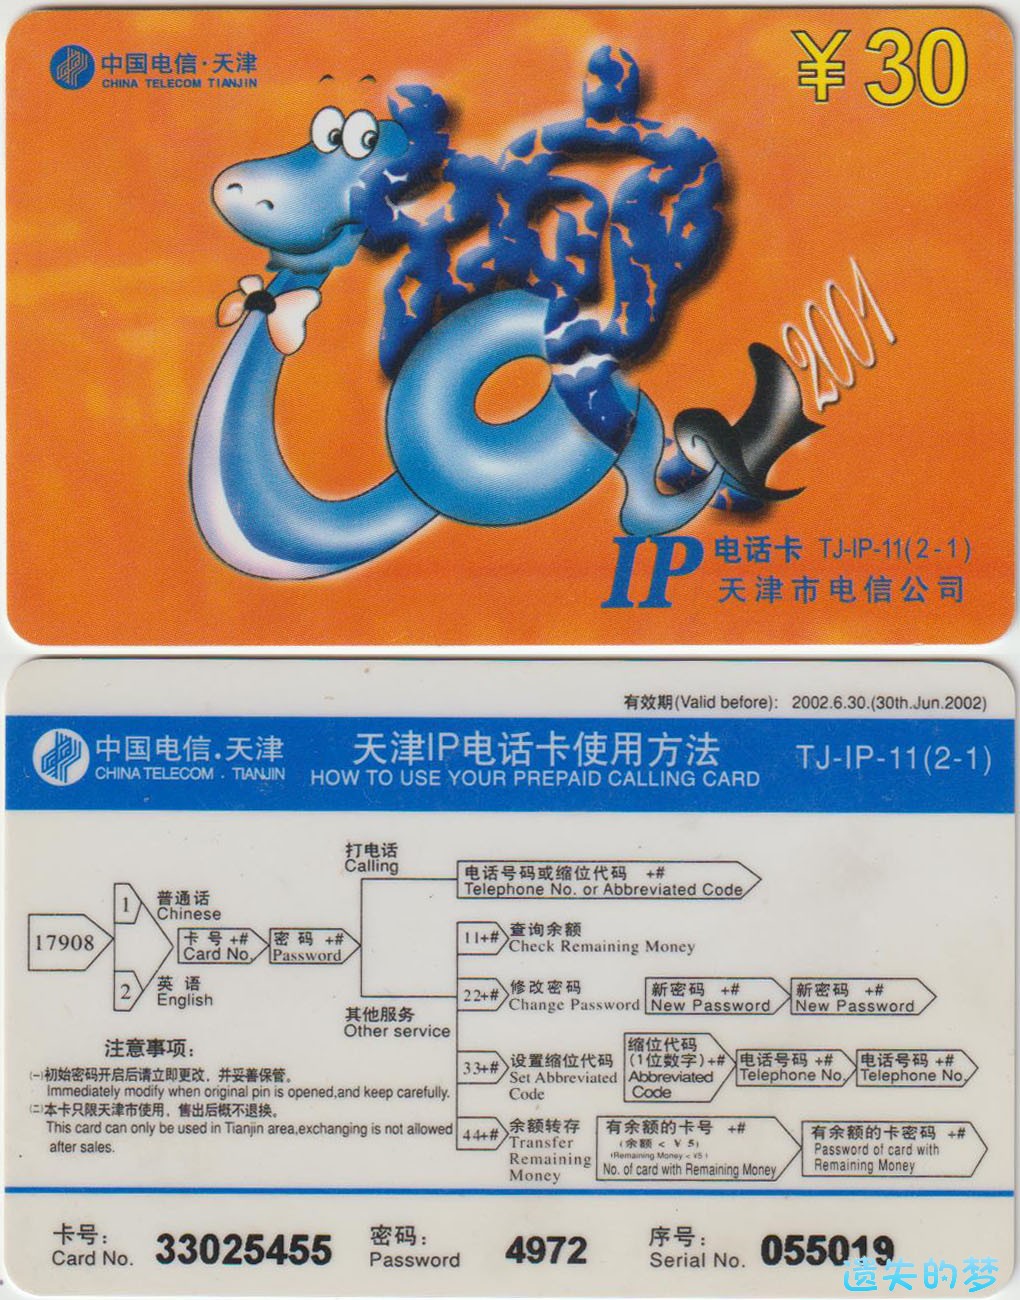 中国电信·天津
CHINA TELECOM TIANJIN
¥30
2001
IP 电话卡 TJ-IP-11(2-1)
天津市电信公司
有效期(Valid before): 2002.6.30.(30th.Jun.2002)
中国电信.天津
CHINA TELECOM . TIANJIN
天津IP电话卡使用方法
HOW TO USE YOUR PREPAID CALLING CARD
TJ-IP-11(2-1)
17908
1
普通话
Chinese
2
英语
English
卡号 +#
Card No.
密码 +#
Password
打电话
Calling
电话号码或缩位代码 +#
Telephone No. or Abbreviated Code
其他服务
Other service
11+#
查询余额
Check Remaining Money
22+#
修改密码
Change Password
新密码 +#
New Password
新密码 +#
New Password
33+#
设置缩位代码
Set Abbreviated
Code
缩位代码
(1位数字)+#
Abbreviated
Code
电话号码 +#
Telephone No.
电话号码 +#
Telephone No.
44+#
余额转存
Transfer
Remaining
Money
有余额的卡号 +#
(余额 < ¥ 5)
(Remaining Money < ¥5)
No. of card with Remaining Money
有余额的卡密码 +#
Password of card with
Remaining Money
注意事项：
(一)初始密码开启后请立即更改，并妥善保管。
Immediately modify when original pin is opened,and keep carefully.
(二)本卡只限天津市使用，售出后概不退换。
This card can only be used in Tianjin area,exchanging is not allowed
after sales.
卡号：
Card No. 33025455
密码：
Password 4972
序号：
Serial No. 055019
遗失的梦